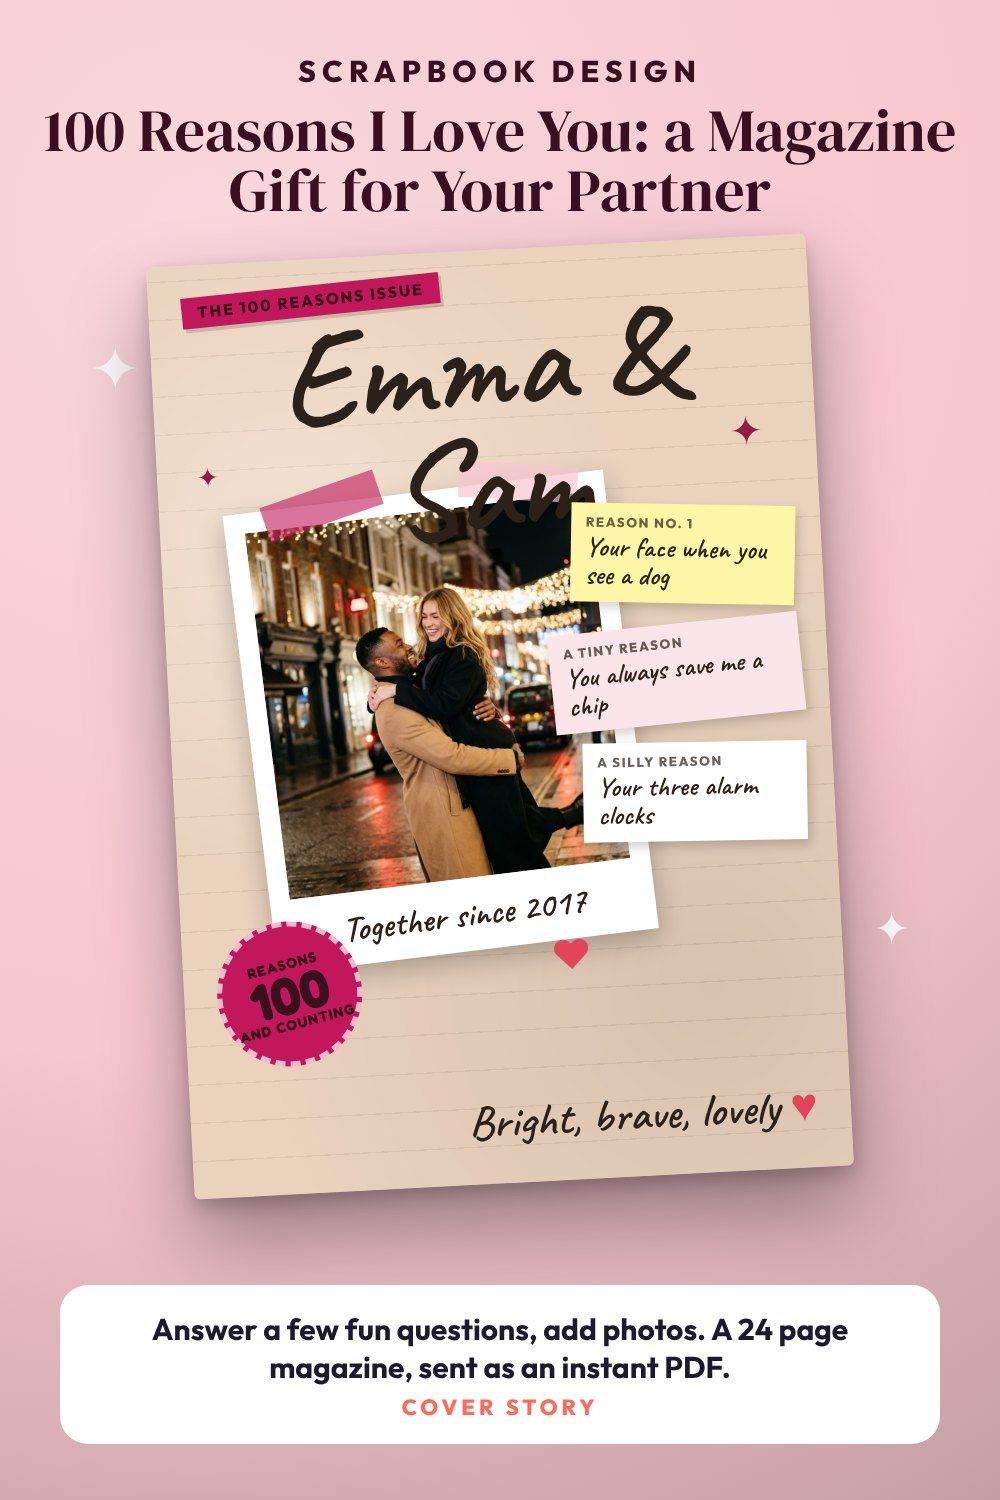 SCRAPBOOK DESIGN
100 Reasons I Love You: a Magazine
Gift for Your Partner
THE 100 REASONS ISSUE
Emma &
Sam
REASON NO. 1
Your face when you
see a dog
A TINY REASON
You always save me a
chip
A SILLY REASON
Your three alarm
clocks
Together since 2017
REASONS
100
AND COUNTING
Bright, brave, lovely ♥
Answer a few fun questions, add photos. A 24 page
magazine, sent as an instant PDF.
COVER STORY